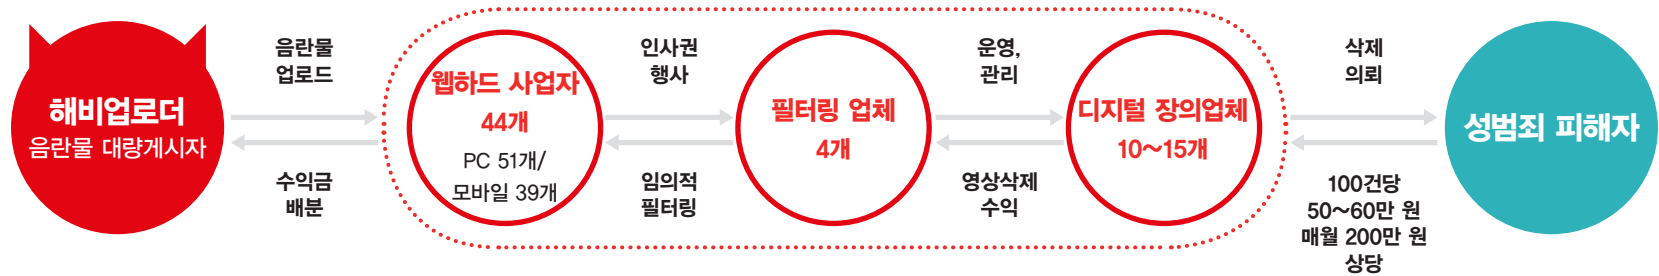 해비업로더
음란물 대량게시자
음란물
업로드
수익금
배분
웹하드 사업자
44개
PC 51개/
모바일 39개
인사권
행사
임의적
필터링
필터링 업체
4개
운영,
관리
영상삭제
수익
디지털 장의업체
10~15개
삭제
의뢰
100건당
50~60만 원
매월 200만 원
상당
성범죄 피해자